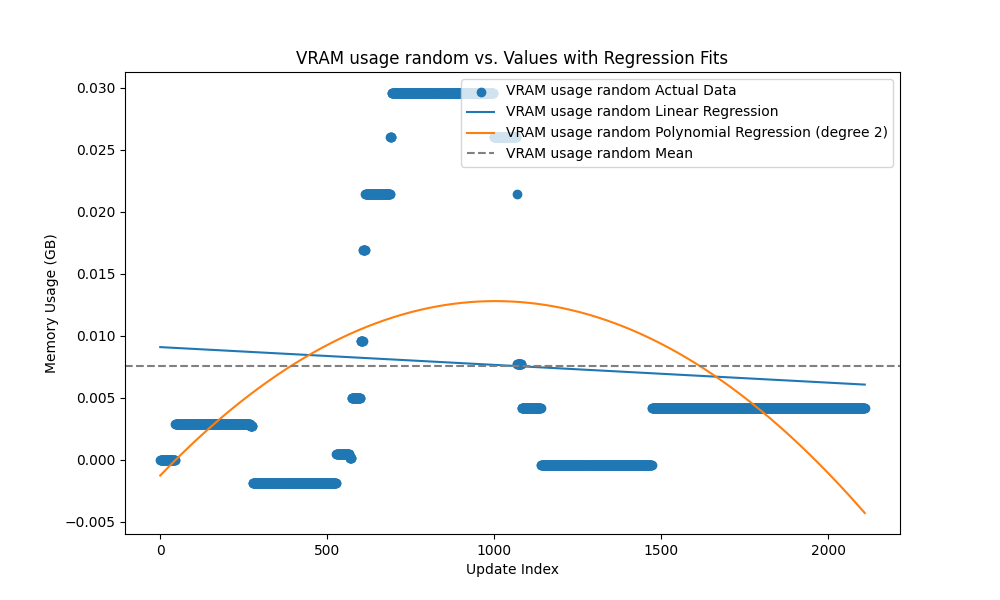 VRAM usage random vs. Values with Regression Fits
VRAM usage random Actual Data
VRAM usage random Linear Regression
VRAM usage random Polynomial Regression (degree 2)
VRAM usage random Mean
Memory Usage (GB)
0.030
0.025
0.020
0.015
0.010
0.005
0.000
−0.005
0
500
1000
1500
2000
Update Index